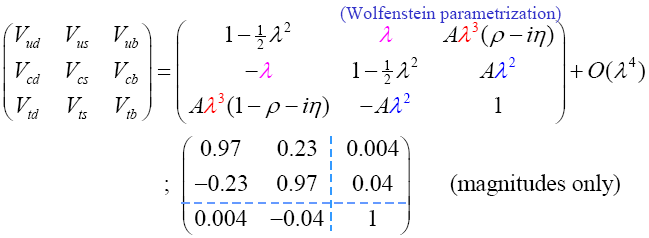 (Wolfenstein parametrization)
V_ud V_us V_ub 1−½λ² λ Aλ³(ρ−iη)
V_cd V_cs V_cb = −λ 1−½λ² Aλ² + O(λ⁴)
V_td V_ts V_tb Aλ³(1−ρ−iη) −Aλ² 1
0.97 0.23 0.004
; −0.23 0.97 0.04 (magnitudes only)
0.004 −0.04 1